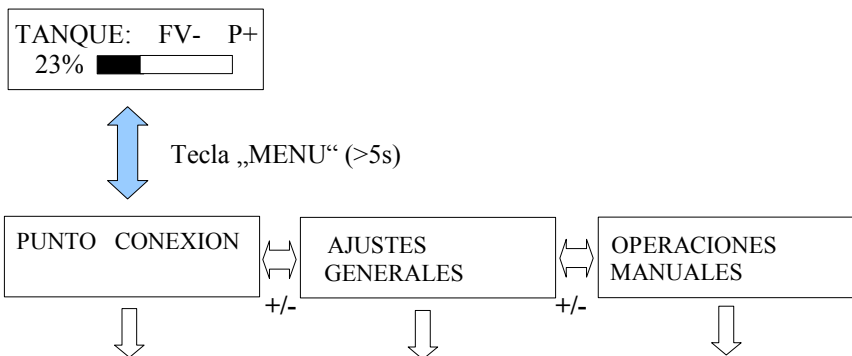 TANQUE: FV- P+
23%
Tecla „MENU“ (>5s)
PUNTO CONEXION
AJUSTES
GENERALES
OPERACIONES
MANUALES
+/-
+/-